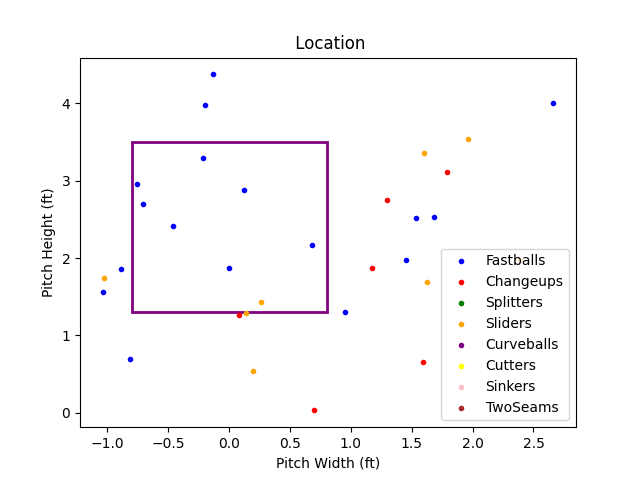 Location
Pitch Height (ft)
4
3
2
1
0
Fastballs
Changeups
Splitters
Sliders
Curveballs
Cutters
Sinkers
TwoSeams
−1.0 −0.5 0.0 0.5 1.0 1.5 2.0 2.5
Pitch Width (ft)